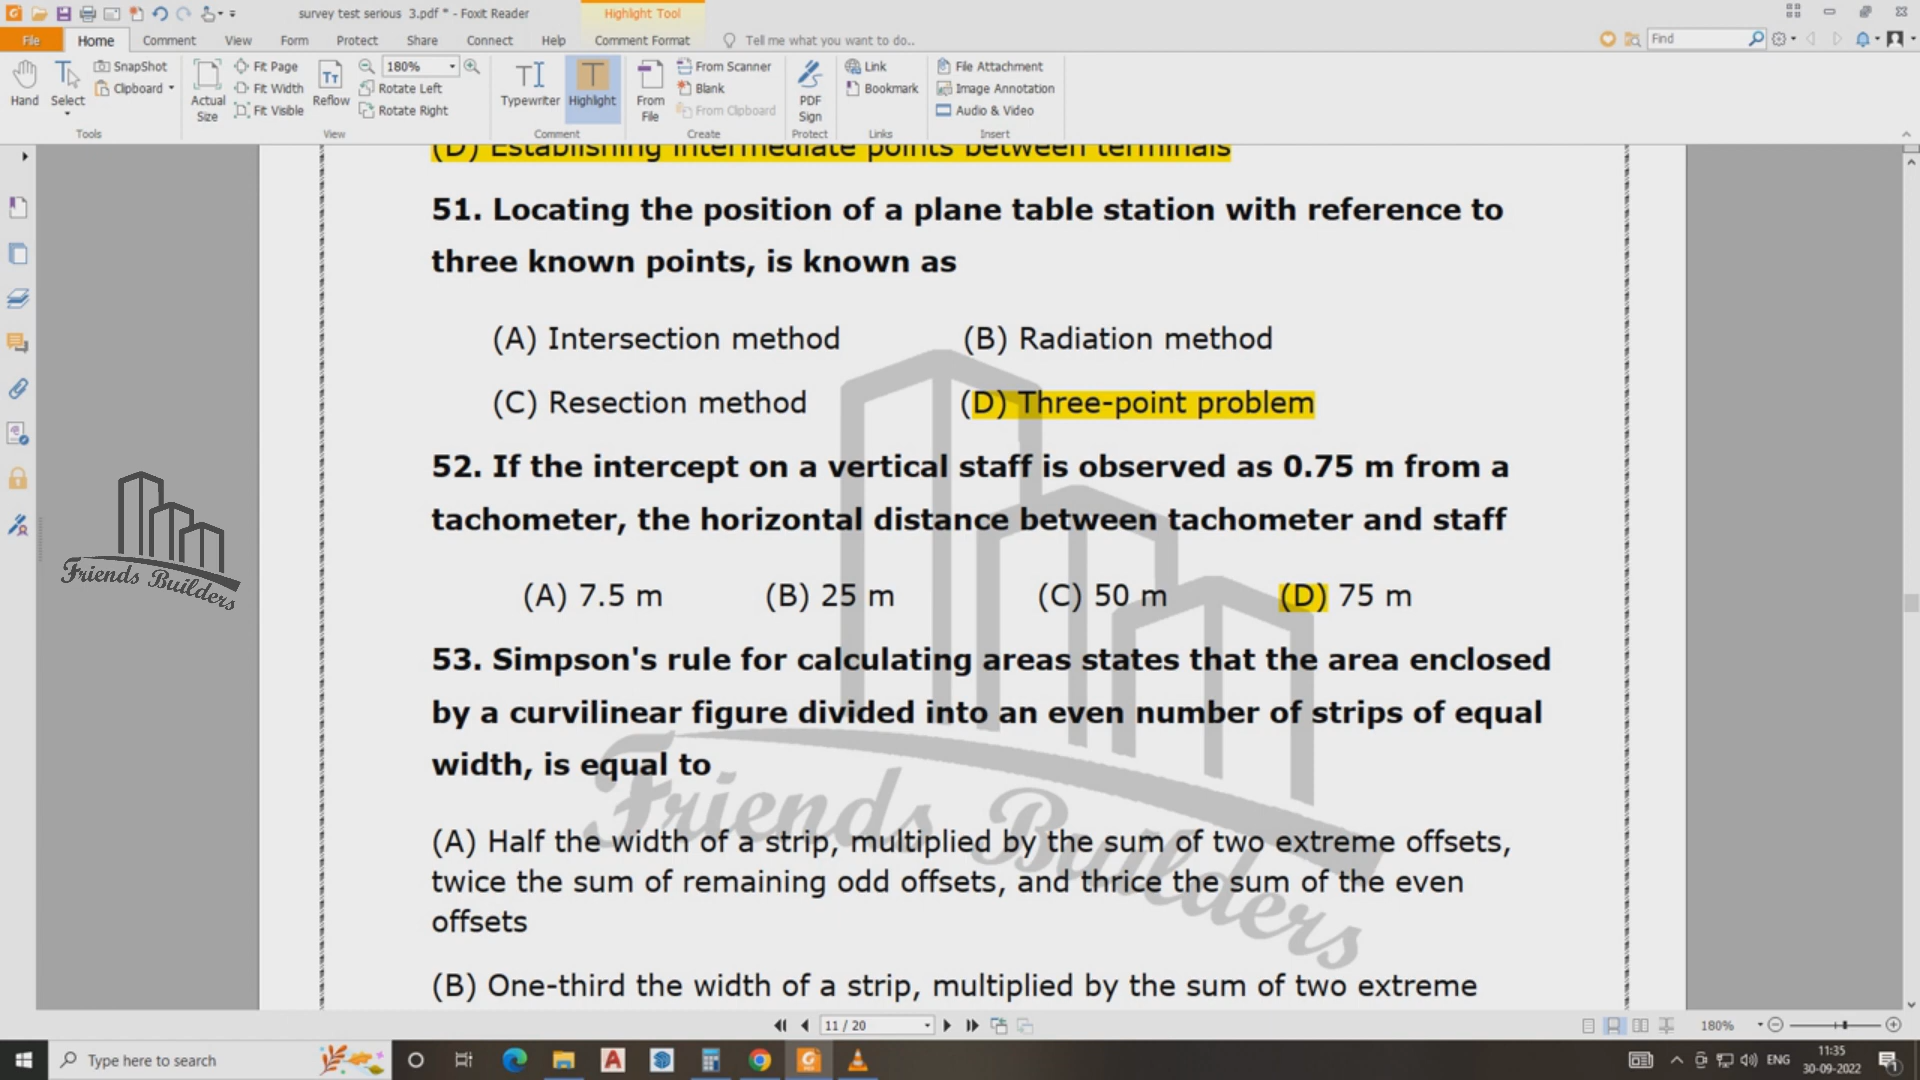 survey test serious 3.pdf * - Foxit Reader
Highlight Tool
File Home Comment View Form Protect Share Connect Help Comment Format Tell me what you want to do.. Find
Hand
Select
SnapShot
Clipboard
Tools
Actual Size
Fit Page
Fit Width
Fit Visible
Reflow
180%
Rotate Left
Rotate Right
View
Typewriter
Highlight
Comment
From File
From Scanner
Blank
From Clipboard
Create
PDF Sign
Protect
Link
Bookmark
Links
File Attachment
Image Annotation
Audio & Video
Insert
(D) Establishing intermediate points between terminals
51. Locating the position of a plane table station with reference to
three known points, is known as
(A) Intersection method (B) Radiation method
(C) Resection method (D) Three-point problem
52. If the intercept on a vertical staff is observed as 0.75 m from a
tachometer, the horizontal distance between tachometer and staff
(A) 7.5 m (B) 25 m (C) 50 m (D) 75 m
53. Simpson's rule for calculating areas states that the area enclosed
by a curvilinear figure divided into an even number of strips of equal
width, is equal to
(A) Half the width of a strip, multiplied by the sum of two extreme offsets,
twice the sum of remaining odd offsets, and thrice the sum of the even
offsets
(B) One-third the width of a strip, multiplied by the sum of two extreme
Friends Builders
Friends Builders
11 / 20
180%
Type here to search
ENG
11:35
30-09-2022